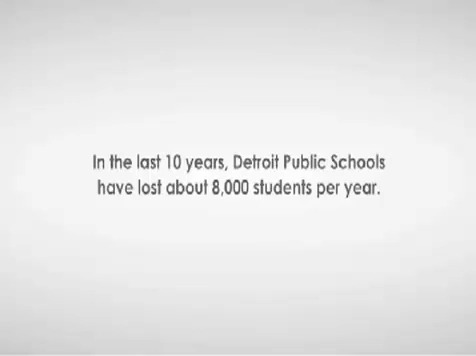 In the last 10 years, Detroit Public Schools
have lost about 8,000 students per year.